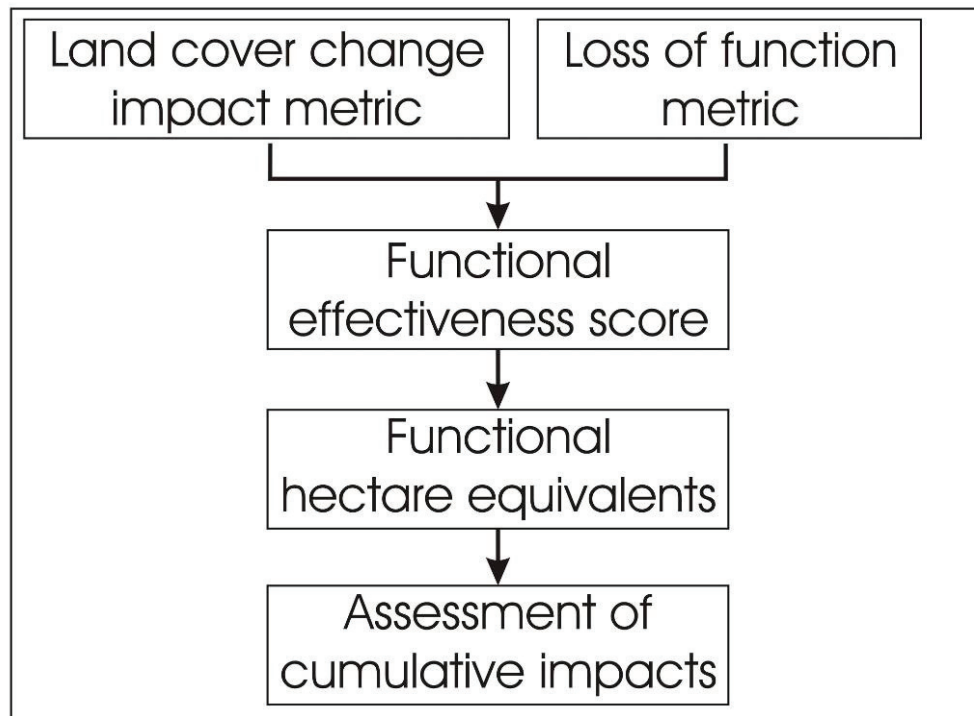 Land cover change
impact metric
Loss of function
metric
Functional
effectiveness score
Functional
hectare equivalents
Assessment of
cumulative impacts